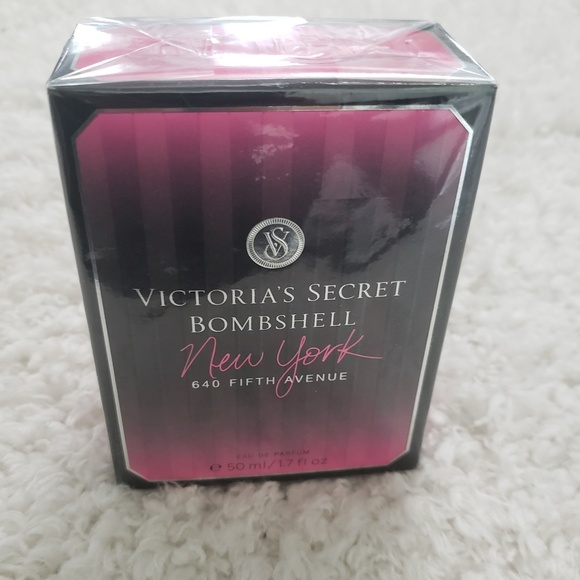 VS
VICTORIA'S SECRET
BOMBSHELL
New York
640 FIFTH AVENUE
EAU DE PARFUM
℮ 50 ml/1.7 fl oz